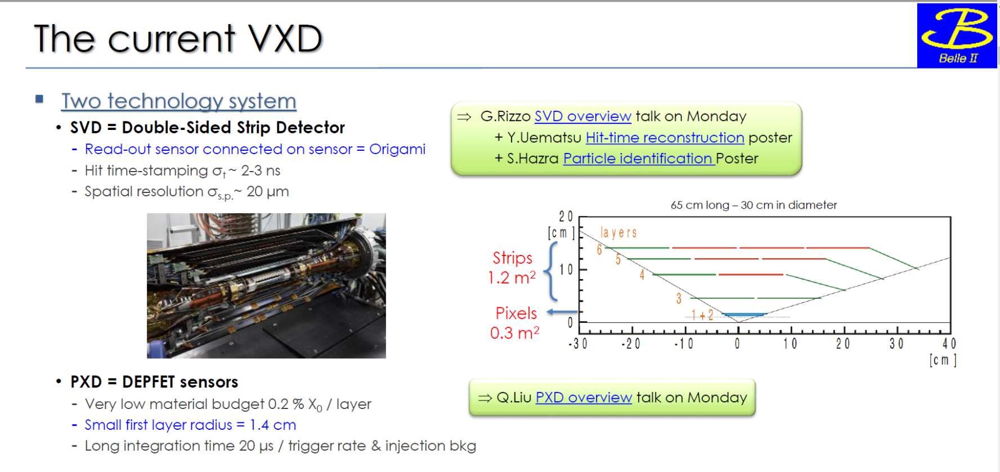 The current VXD
Belle II
Two technology system
• SVD = Double-Sided Strip Detector
- Read-out sensor connected on sensor = Origami
- Hit time-stamping σt ~ 2-3 ns
- Spatial resolution σs.p. ~ 20 µm
⇒ G.Rizzo SVD overview talk on Monday
+ Y.Uematsu Hit-time reconstruction poster
+ S.Hazra Particle identification Poster
65 cm long – 30 cm in diameter
20
[cm]
layers
6
5
Strips
1.2 m²
10
4
3
Pixels
0.3 m²
1+2
0
-30 -20 -10 0 10 20 30 40
[cm]
• PXD = DEPFET sensors
- Very low material budget 0.2 % X0 / layer
- Small first layer radius = 1.4 cm
- Long integration time 20 µs / trigger rate & injection bkg
⇒ Q.Liu PXD overview talk on Monday